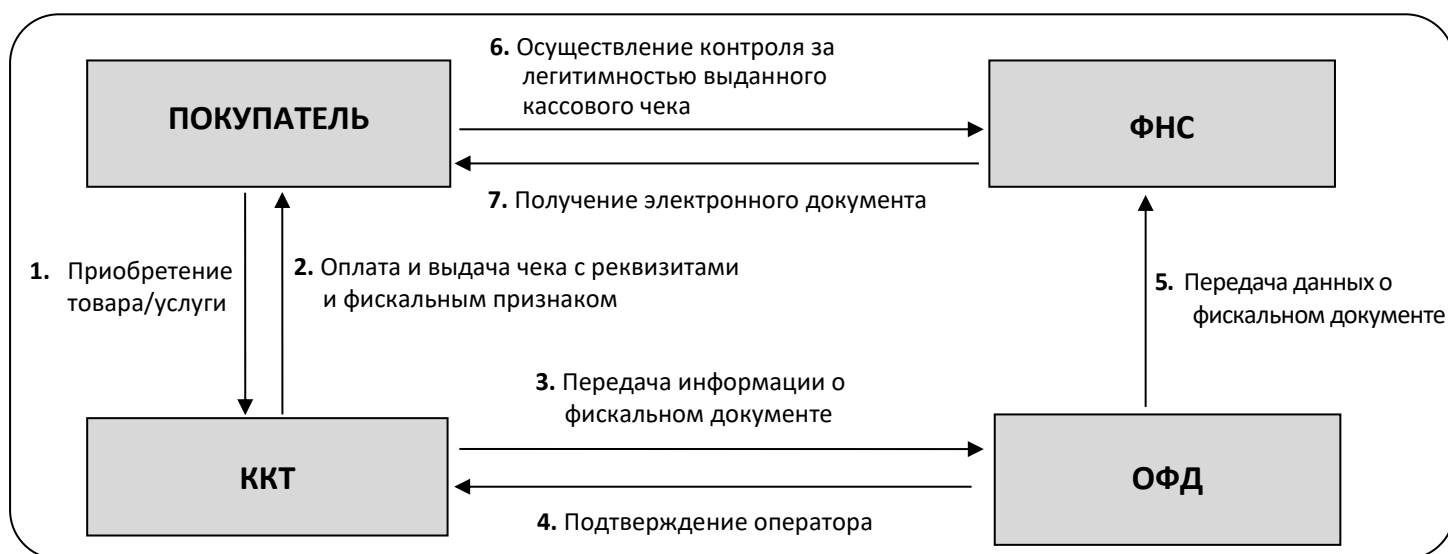 6. Осуществление контроля за
легитимностью выданного
кассового чека
ПОКУПАТЕЛЬ
ФНС
7. Получение электронного документа
1. Приобретение
товара/услуги
2. Оплата и выдача чека с реквизитами
и фискальным признаком
5. Передача данных о
фискальном документе
3. Передача информации о
фискальном документе
ККТ
ОФД
4. Подтверждение оператора